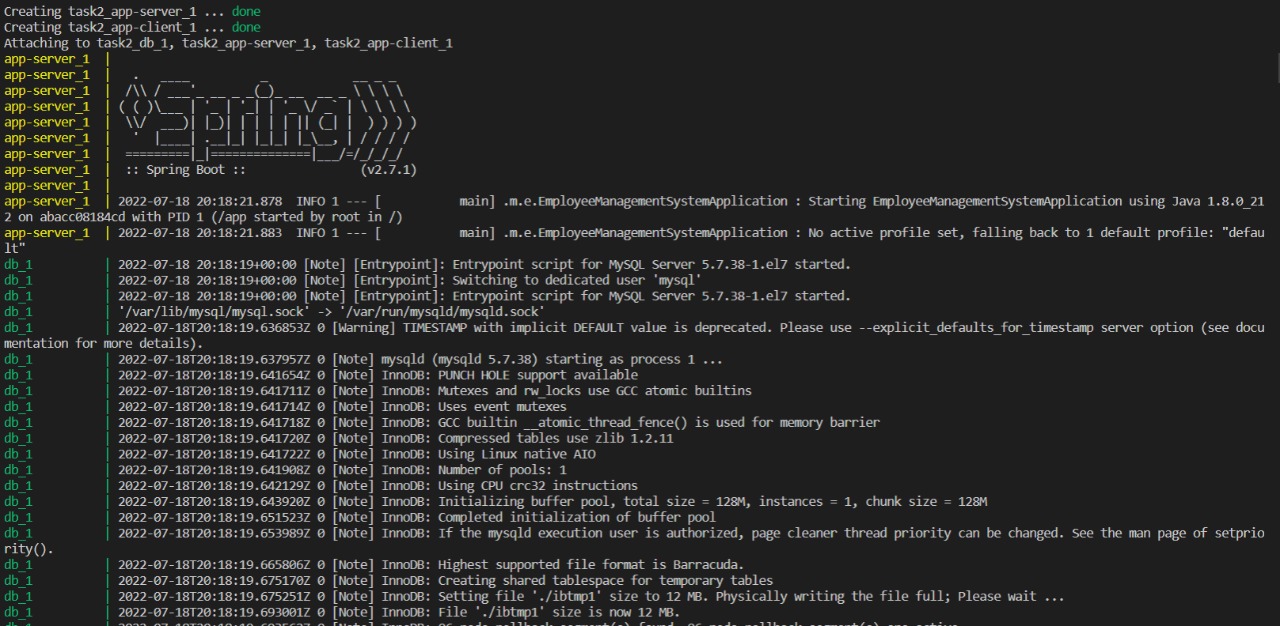 Creating task2_app-server_1 ... done
Creating task2_app-client_1 ... done
Attaching to task2_db_1, task2_app-server_1, task2_app-client_1
app-server_1  |
app-server_1  |   .   ____          _            __ _ _
app-server_1  |  /\\ / ___'_ __ _ _(_)_ __  __ _ \ \ \ \
app-server_1  | ( ( )\___ | '_ | '_| | '_ \/ _` | \ \ \ \
app-server_1  |  \\/  ___)| |_)| | | | | || (_| |  ) ) ) )
app-server_1  |   '  |____| .__|_| |_|_| |_\__, | / / / /
app-server_1  |  =========|_|==============|___/=/_/_/_/
app-server_1  |  :: Spring Boot ::                (v2.7.1)
app-server_1  |
app-server_1  | 2022-07-18 20:18:21.878  INFO 1 --- [           main] .m.e.EmployeeManagementSystemApplication : Starting EmployeeManagementSystemApplication using Java 1.8.0_21
2 on abacc08184cd with PID 1 (/app started by root in /)
app-server_1  | 2022-07-18 20:18:21.883  INFO 1 --- [           main] .m.e.EmployeeManagementSystemApplication : No active profile set, falling back to 1 default profile: "defau
lt"
db_1          | 2022-07-18 20:18:19+00:00 [Note] [Entrypoint]: Entrypoint script for MySQL Server 5.7.38-1.el7 started.
db_1          | 2022-07-18 20:18:19+00:00 [Note] [Entrypoint]: Switching to dedicated user 'mysql'
db_1          | 2022-07-18 20:18:19+00:00 [Note] [Entrypoint]: Entrypoint script for MySQL Server 5.7.38-1.el7 started.
db_1          | '/var/lib/mysql/mysql.sock' -> '/var/run/mysqld/mysqld.sock'
db_1          | 2022-07-18T20:18:19.636853Z 0 [Warning] TIMESTAMP with implicit DEFAULT value is deprecated. Please use --explicit_defaults_for_timestamp server option (see docu
mentation for more details).
db_1          | 2022-07-18T20:18:19.637957Z 0 [Note] mysqld (mysqld 5.7.38) starting as process 1 ...
db_1          | 2022-07-18T20:18:19.641654Z 0 [Note] InnoDB: PUNCH HOLE support available
db_1          | 2022-07-18T20:18:19.641711Z 0 [Note] InnoDB: Mutexes and rw_locks use GCC atomic builtins
db_1          | 2022-07-18T20:18:19.641714Z 0 [Note] InnoDB: Uses event mutexes
db_1          | 2022-07-18T20:18:19.641718Z 0 [Note] InnoDB: GCC builtin __atomic_thread_fence() is used for memory barrier
db_1          | 2022-07-18T20:18:19.641720Z 0 [Note] InnoDB: Compressed tables use zlib 1.2.11
db_1          | 2022-07-18T20:18:19.641722Z 0 [Note] InnoDB: Using Linux native AIO
db_1          | 2022-07-18T20:18:19.641908Z 0 [Note] InnoDB: Number of pools: 1
db_1          | 2022-07-18T20:18:19.642129Z 0 [Note] InnoDB: Using CPU crc32 instructions
db_1          | 2022-07-18T20:18:19.643920Z 0 [Note] InnoDB: Initializing buffer pool, total size = 128M, instances = 1, chunk size = 128M
db_1          | 2022-07-18T20:18:19.651523Z 0 [Note] InnoDB: Completed initialization of buffer pool
db_1          | 2022-07-18T20:18:19.653989Z 0 [Note] InnoDB: If the mysqld execution user is authorized, page cleaner thread priority can be changed. See the man page of setprio
rity().
db_1          | 2022-07-18T20:18:19.665806Z 0 [Note] InnoDB: Highest supported file format is Barracuda.
db_1          | 2022-07-18T20:18:19.675170Z 0 [Note] InnoDB: Creating shared tablespace for temporary tables
db_1          | 2022-07-18T20:18:19.675251Z 0 [Note] InnoDB: Setting file './ibtmp1' size to 12 MB. Physically writing the file full; Please wait ...
db_1          | 2022-07-18T20:18:19.693001Z 0 [Note] InnoDB: File './ibtmp1' size is now 12 MB.